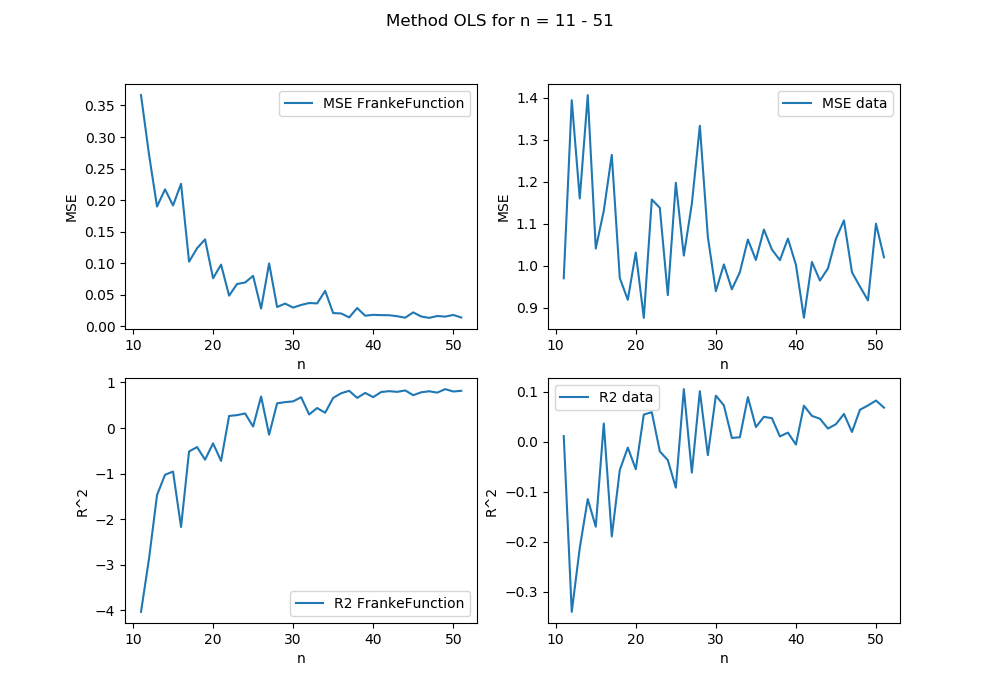 Method OLS for n = 11 - 51
MSE FrankeFunction
0.35
0.30
0.25
0.20
0.15
0.10
0.05
0.00
MSE
10 20 30 40 50
n
MSE data
1.4
1.3
1.2
1.1
1.0
0.9
MSE
10 20 30 40 50
n
1
0
−1
−2
−3
−4
R^2
R2 FrankeFunction
10 20 30 40 50
n
R2 data
0.1
0.0
−0.1
−0.2
−0.3
R^2
10 20 30 40 50
n